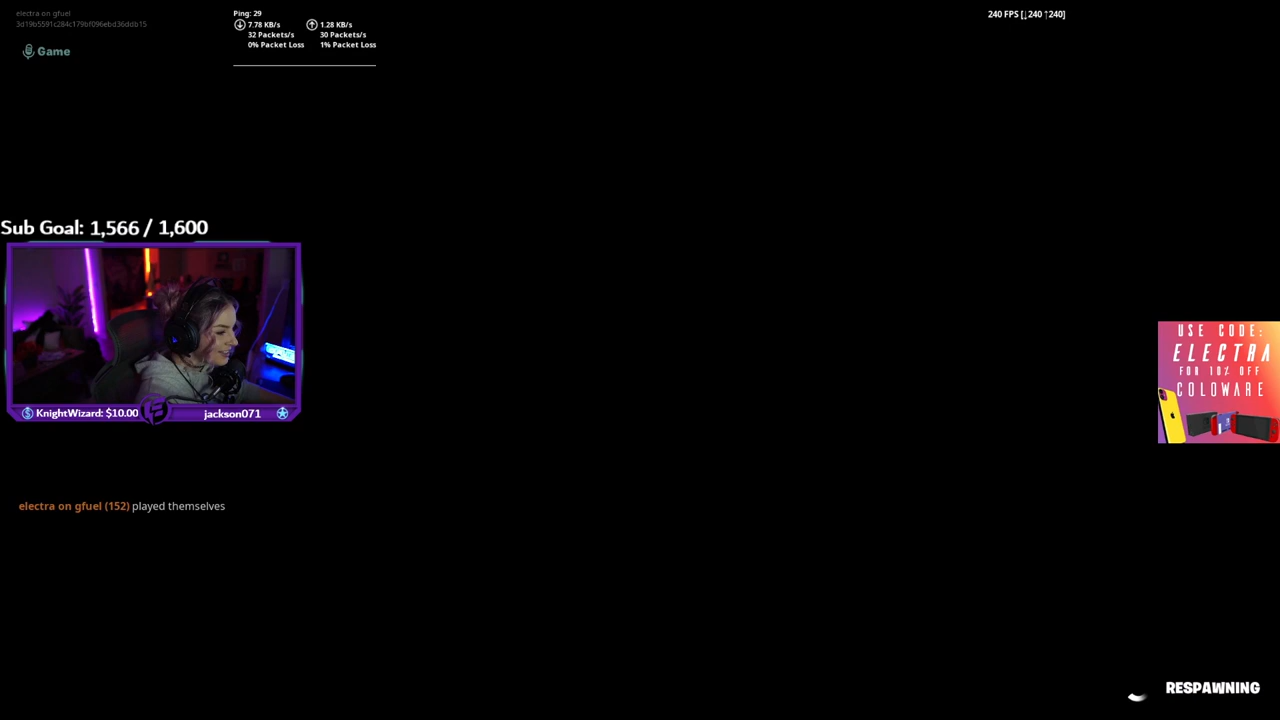 electra on gfuel
3d19b5591c284c179bf096ebd36ddb15
Game
Ping: 29
7.78 KB/s 1.28 KB/s
32 Packets/s 30 Packets/s
0% Packet Loss 1% Packet Loss
240 FPS [↓240 ↑240]
Sub Goal: 1,566 / 1,600
KnightWizard: $10.00 jackson071
USE CODE:
ELECTRA
FOR 10% OFF
COLOWARE
electra on gfuel (152) played themselves
RESPAWNING